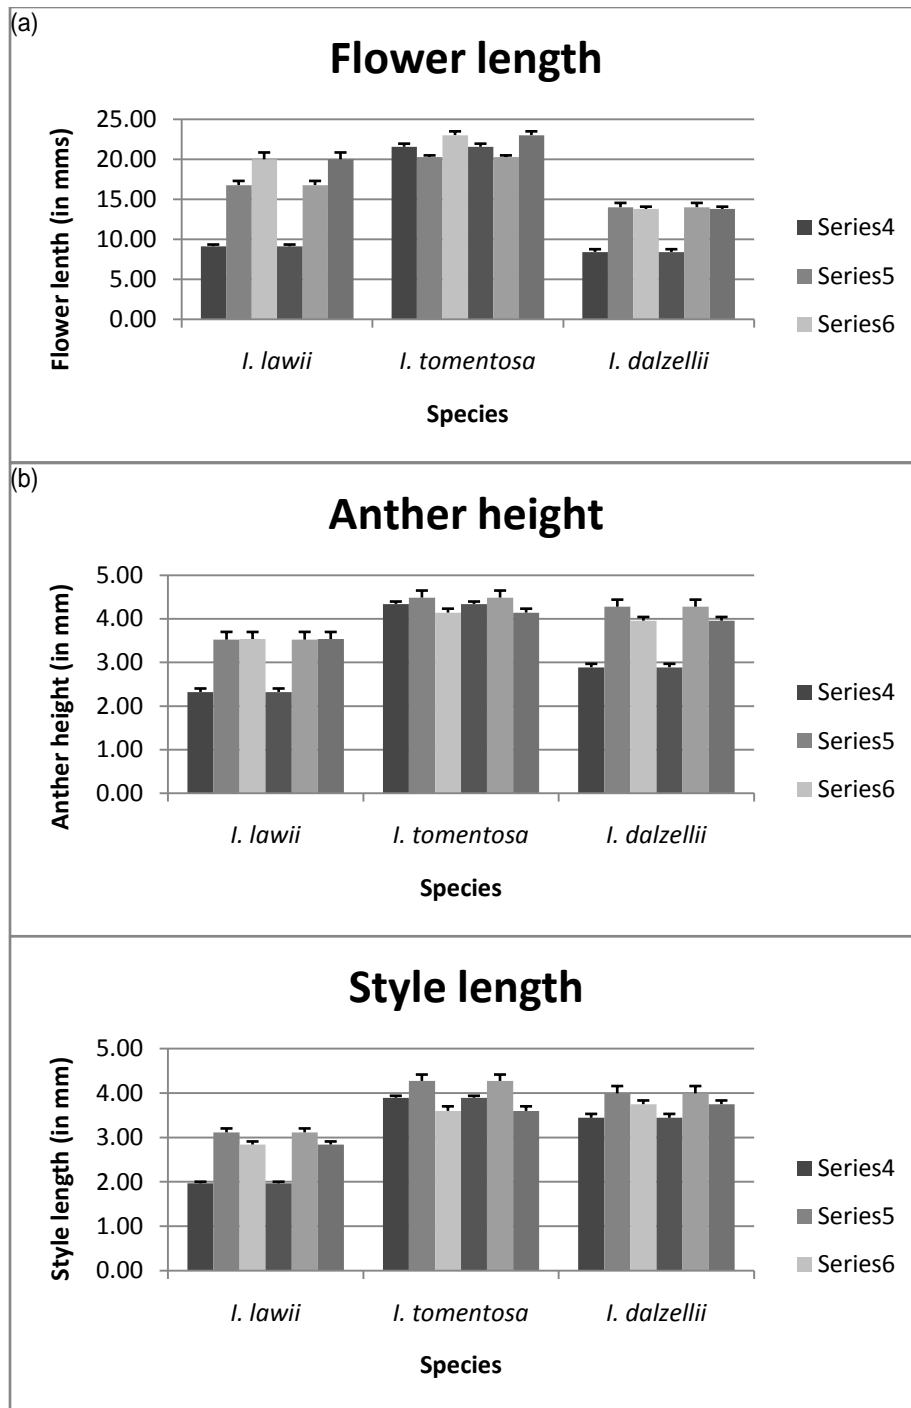 (a)
Flower length
Flower lenth (in mms)
25.00
20.00
15.00
10.00
5.00
0.00
I. lawii I. tomentosa I. dalzellii
Species
Series4
Series5
Series6
(b)
Anther height
Anther height (in mm)
5.00
4.00
3.00
2.00
1.00
0.00
I. lawii I. tomentosa I. dalzellii
Species
Series4
Series5
Series6
Style length
Style length (in mm)
5.00
4.00
3.00
2.00
1.00
0.00
I. lawii I. tomentosa I. dalzellii
Species
Series4
Series5
Series6